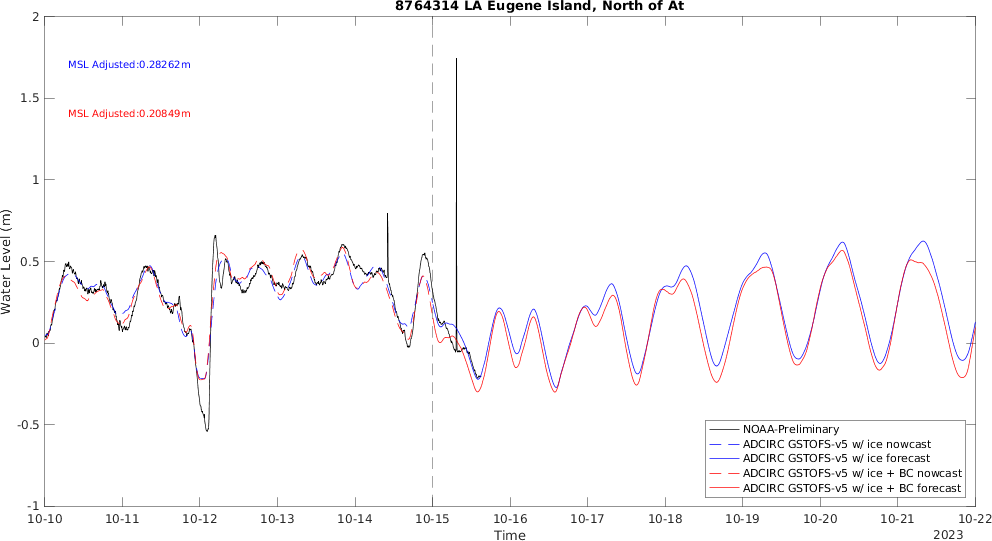 8764314 LA Eugene Island, North of At
MSL Adjusted:0.28262m
MSL Adjusted:0.20849m
Water Level (m)
2
1.5
1
0.5
0
-0.5
-1
NOAA-Preliminary
ADCIRC GSTOFS-v5 w/ ice nowcast
ADCIRC GSTOFS-v5 w/ ice forecast
ADCIRC GSTOFS-v5 w/ ice + BC nowcast
ADCIRC GSTOFS-v5 w/ ice + BC forecast
10-10 10-11 10-12 10-13 10-14 10-15 10-16 10-17 10-18 10-19 10-20 10-21 10-22
Time
2023